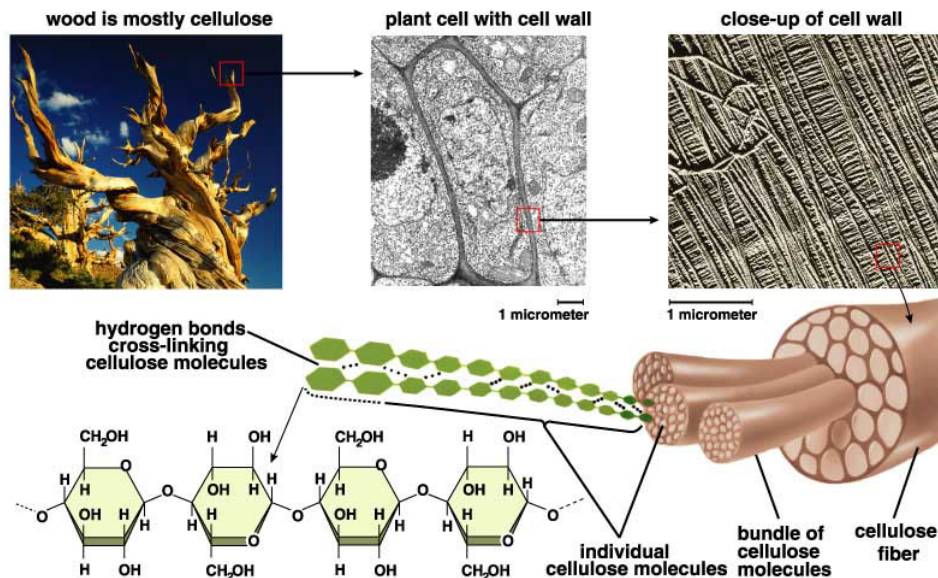 wood is mostly cellulose
plant cell with cell wall
close-up of cell wall
1 micrometer
1 micrometer
hydrogen bonds
cross-linking
cellulose molecules
individual
cellulose molecules
bundle of
cellulose
molecules
cellulose
fiber
CH₂OH
H
OH
CH₂OH
H
OH
H
O
H
H
O
H
H
O
H
OH
H
H
OH
H
O
OH
H
H
O
OH
H
H
O
O
H
H
OH
H
O
CH₂OH
H
OH
H
O
CH₂OH